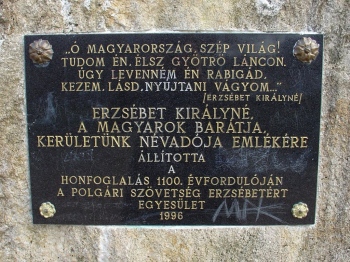 „Ó MAGYARORSZÁG, SZÉP VILÁG!
TUDOM ÉN, ÉLSZ GYÖTRŐ LÁNCON.
ÚGY LEVENNÉM ÉN RABIGÁD,
KEZEM, LÁSD, NYUJTANI VÁGYOM..."
/ERZSÉBET KIRÁLYNÉ/
ERZSÉBET KIRÁLYNÉ,
A MAGYAROK BARÁTJA,
KERÜLETÜNK NÉVADÓJA EMLÉKÉRE
ÁLLÍTOTTA
A
HONFOGLALÁS 1100. ÉVFORDULÓJÁN
A POLGÁRI SZÖVETSÉG ERZSÉBETÉRT
EGYESÜLET
1996